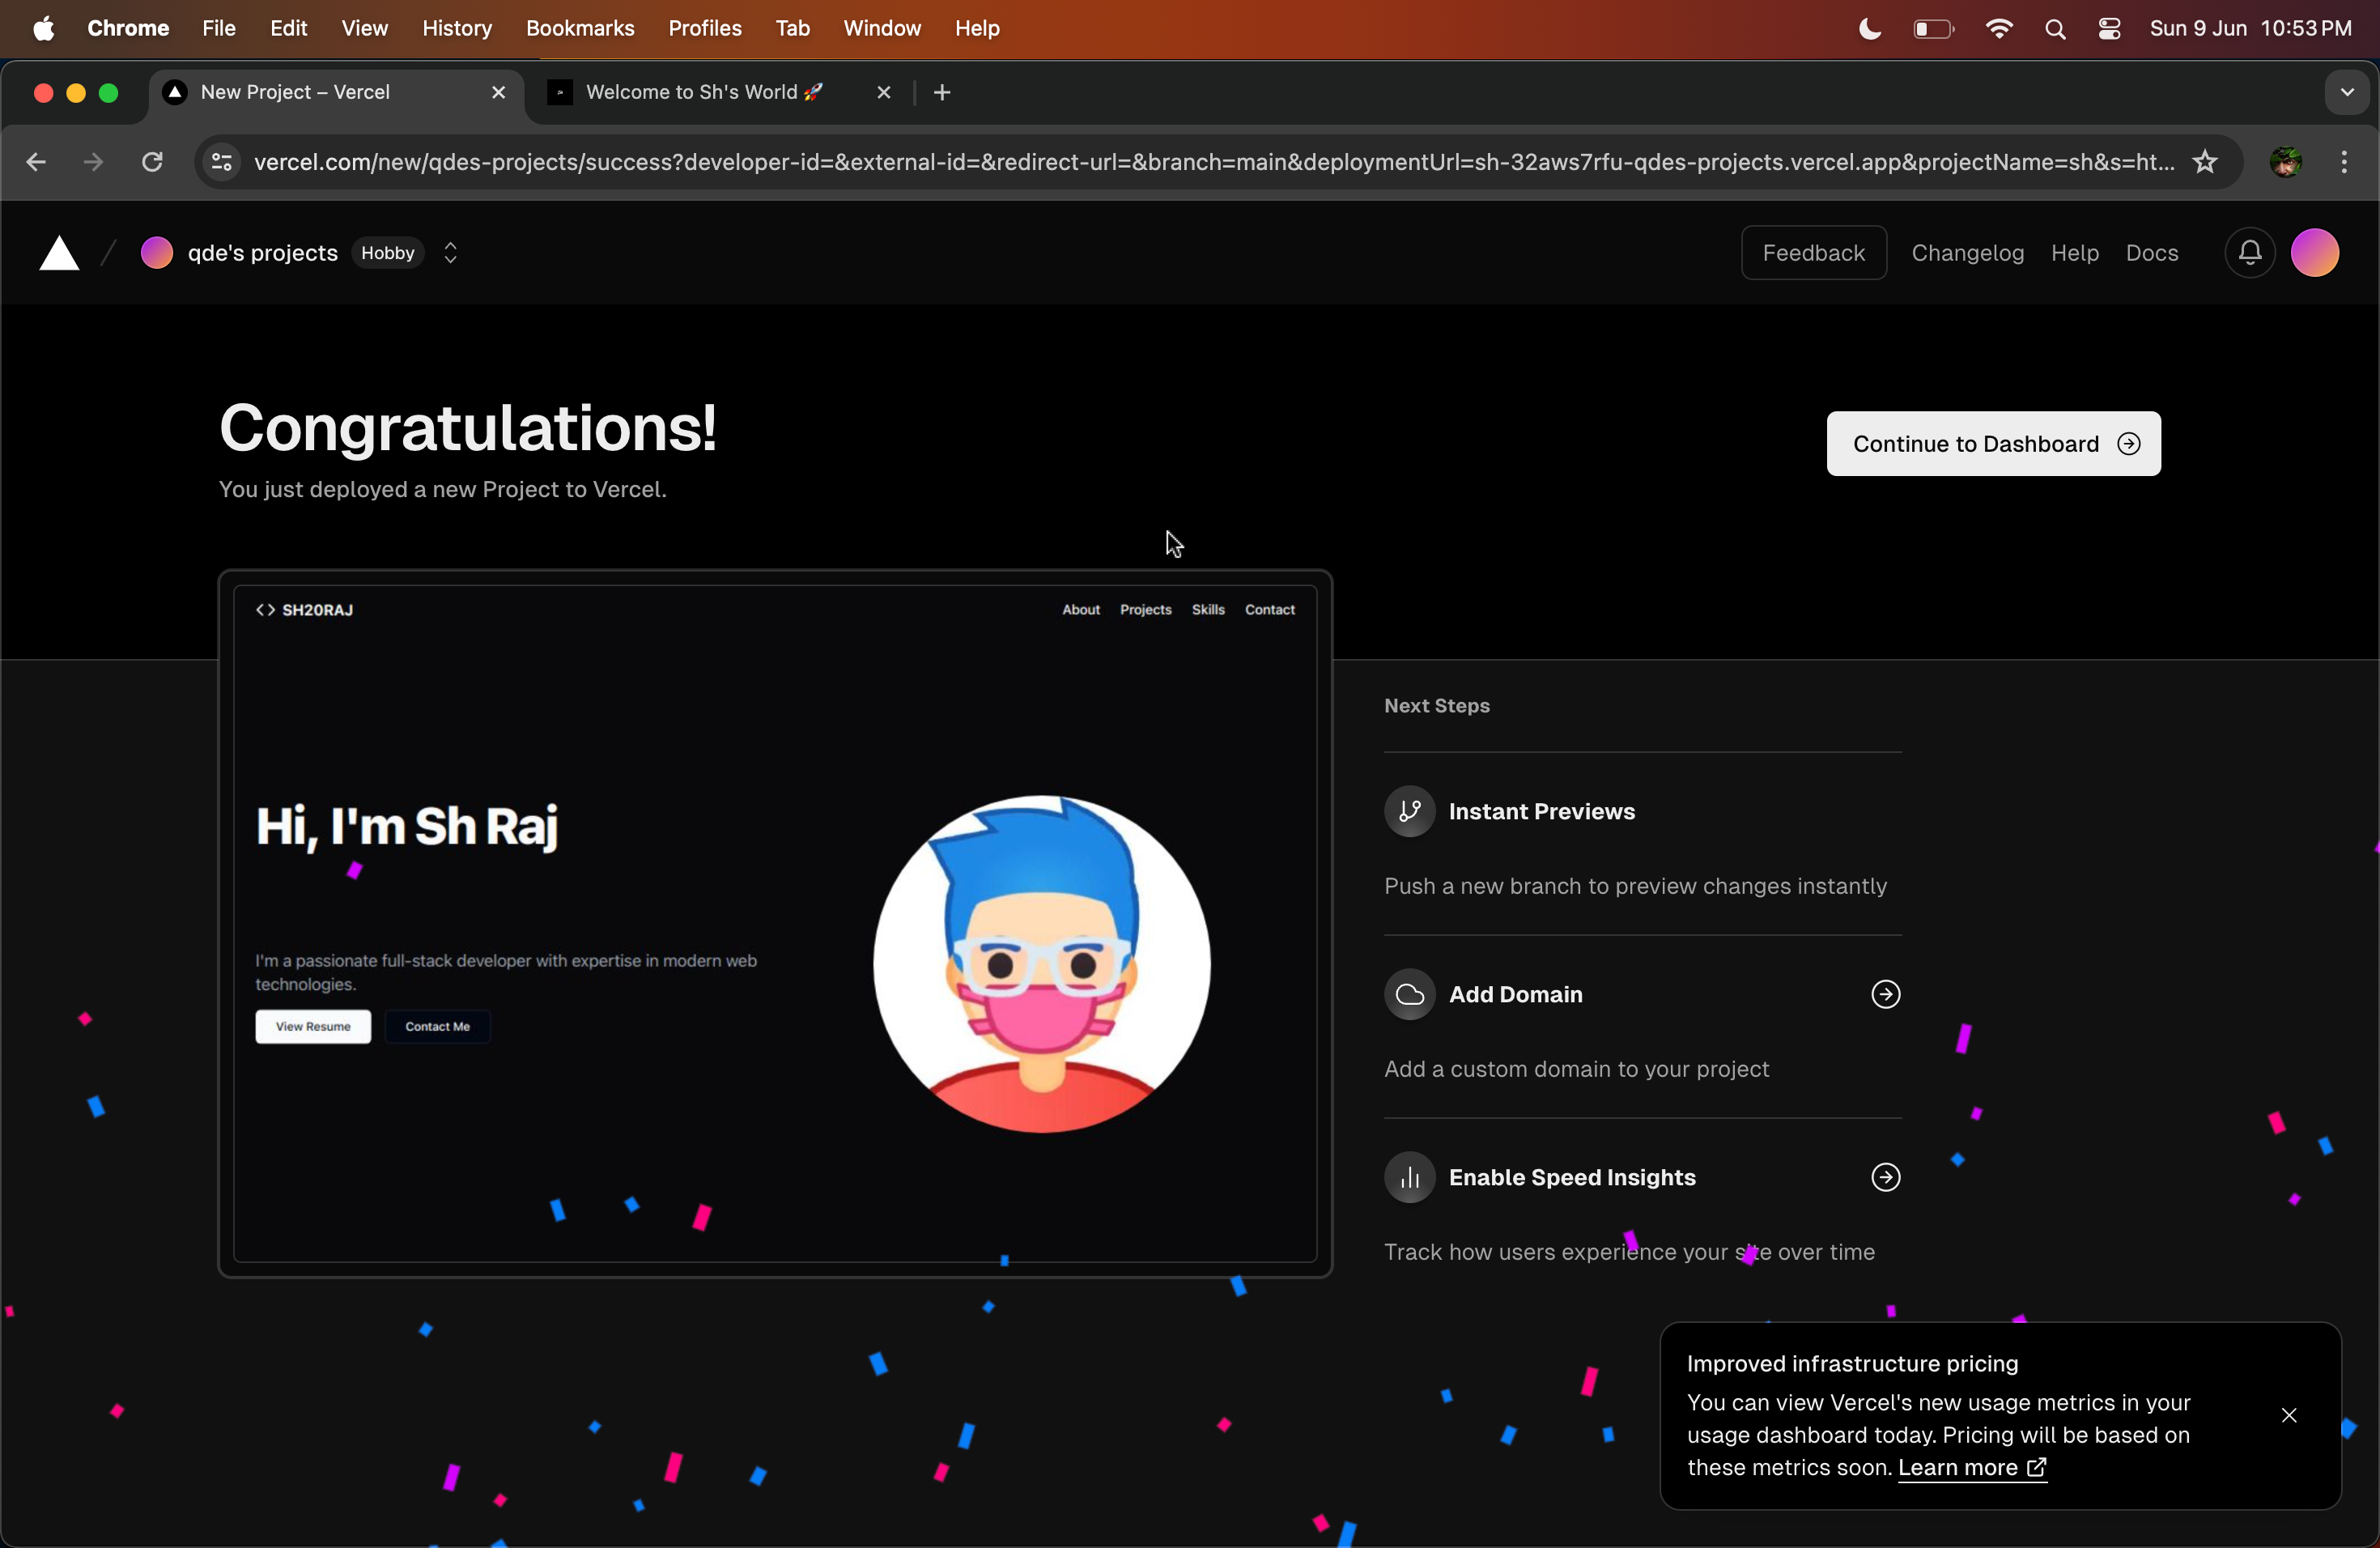 Chrome File Edit View History Bookmarks Profiles Tab Window Help Sun 9 Jun 10:53 PM
New Project – Vercel Welcome to Sh's World 🚀
vercel.com/new/qdes-projects/success?developer-id=&external-id=&redirect-url=&branch=main&deploymentUrl=sh-32aws7rfu-qdes-projects.vercel.app&projectName=sh&s=ht...
qde's projects Hobby Feedback Changelog Help Docs
Congratulations!
Continue to Dashboard
You just deployed a new Project to Vercel.
<> SH20RAJ About Projects Skills Contact
Hi, I'm Sh Raj
I'm a passionate full-stack developer with expertise in modern web
technologies.
View Resume Contact Me
Next Steps
Instant Previews
Push a new branch to preview changes instantly
Add Domain
Add a custom domain to your project
Enable Speed Insights
Track how users experience your site over time
Improved infrastructure pricing
You can view Vercel's new usage metrics in your
usage dashboard today. Pricing will be based on
these metrics soon. Learn more